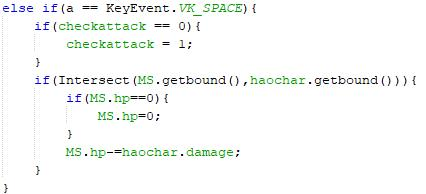 else if(a == KeyEvent.VK_SPACE){
if(checkattack == 0){
checkattack = 1;
}
if(Intersect(MS.getbound(),haochar.getbound())){
if(MS.hp==0){
MS.hp=0;
}
MS.hp-=haochar.damage;
}
}